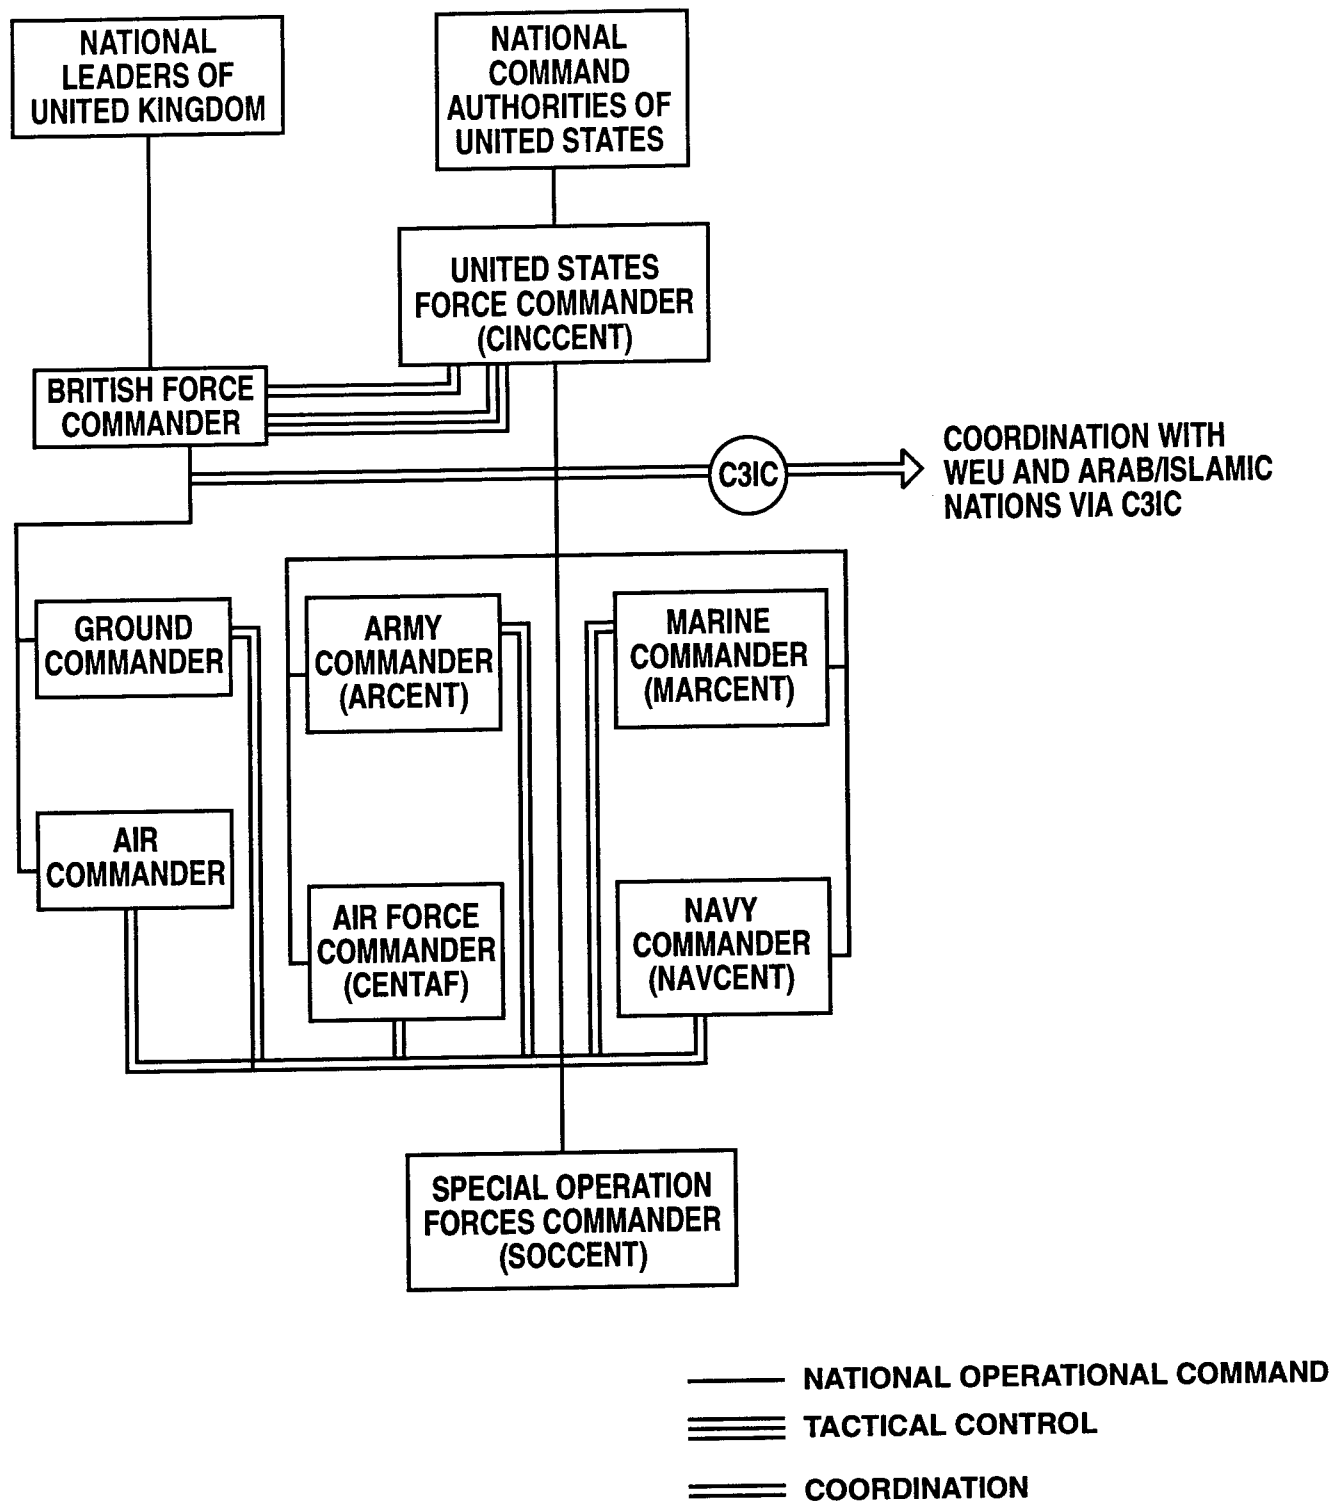 NATIONAL
LEADERS OF
UNITED KINGDOM
NATIONAL
COMMAND
AUTHORITIES OF
UNITED STATES
UNITED STATES
FORCE COMMANDER
(CINCCENT)
BRITISH FORCE
COMMANDER
C3IC
COORDINATION WITH
WEU AND ARAB/ISLAMIC
NATIONS VIA C3IC
GROUND
COMMANDER
ARMY
COMMANDER
(ARCENT)
MARINE
COMMANDER
(MARCENT)
AIR
COMMANDER
AIR FORCE
COMMANDER
(CENTAF)
NAVY
COMMANDER
(NAVCENT)
SPECIAL OPERATION
FORCES COMMANDER
(SOCCENT)
NATIONAL OPERATIONAL COMMAND
TACTICAL CONTROL
COORDINATION